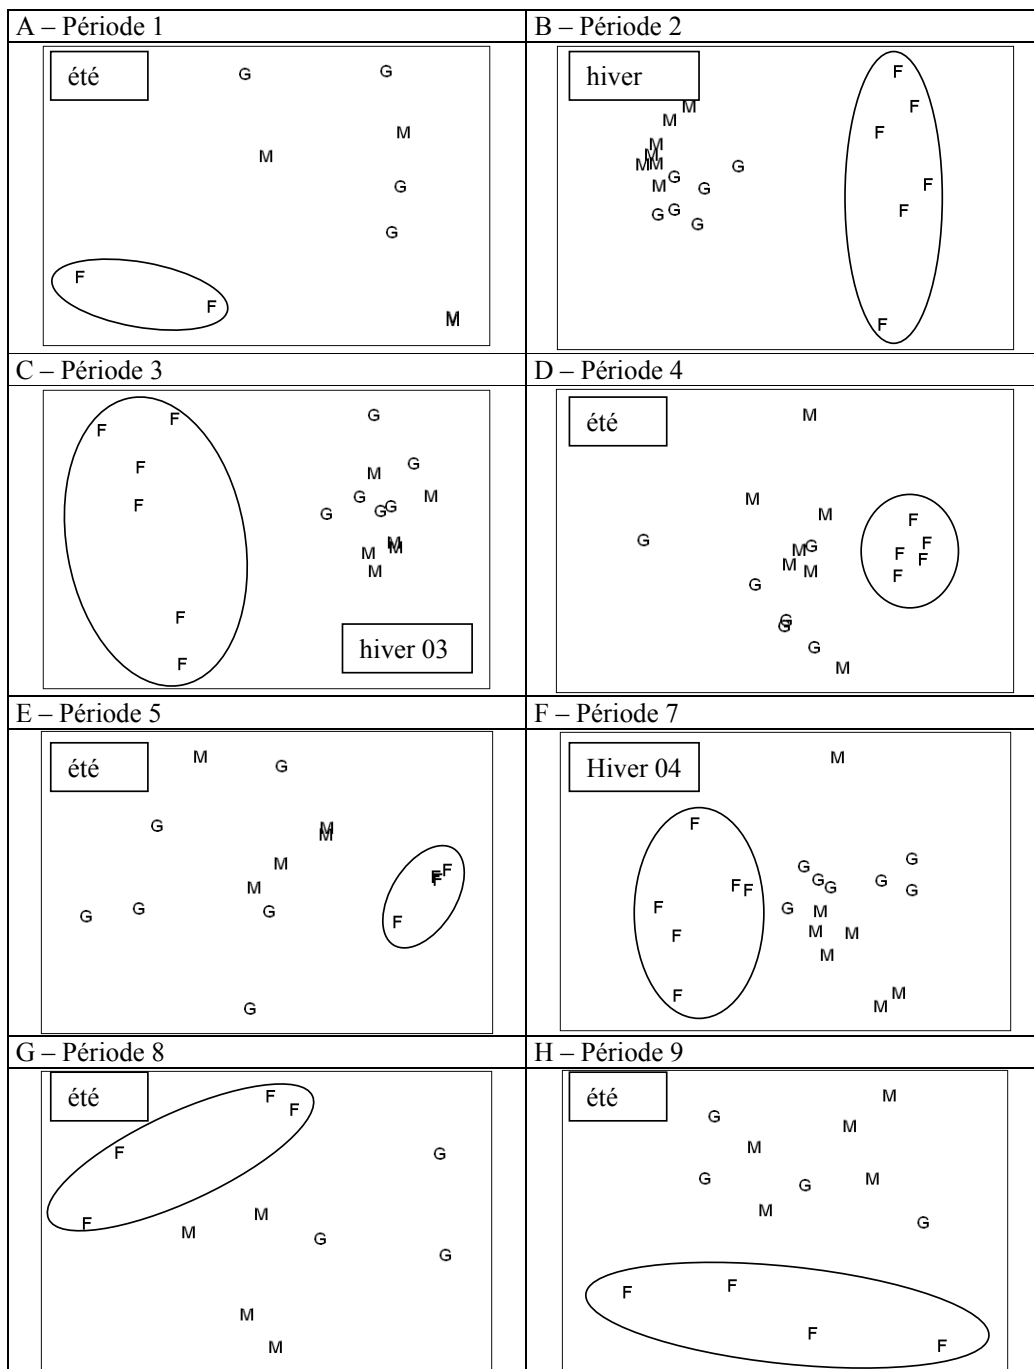 A – Période 1
été
G G
M
M
G
G
F
F
M
M
B – Période 2
hiver
F
M F
M
F
M
M
M M G
G
M G F
G G F
G
F
C – Période 3
G
F
F
G
F M
G M
F G
G G
M
M
M
M
F
F
hiver 03
D – Période 4
été
M
M
M F
G M G F
F
M M F
F
G
G
G
G
M
E – Période 5
été
M
G
G M
M
M F
F
F
M
G G G F
G
F – Période 7
Hiver 04
M
F
G
G
G G
F F G G
F G M
F M M
M
F M
M
G – Période 8
été
F
F
F G
M
F M
G
G
M
M
H – Période 9
été
M
G
M
M
G G M
M
G
F F
F
F